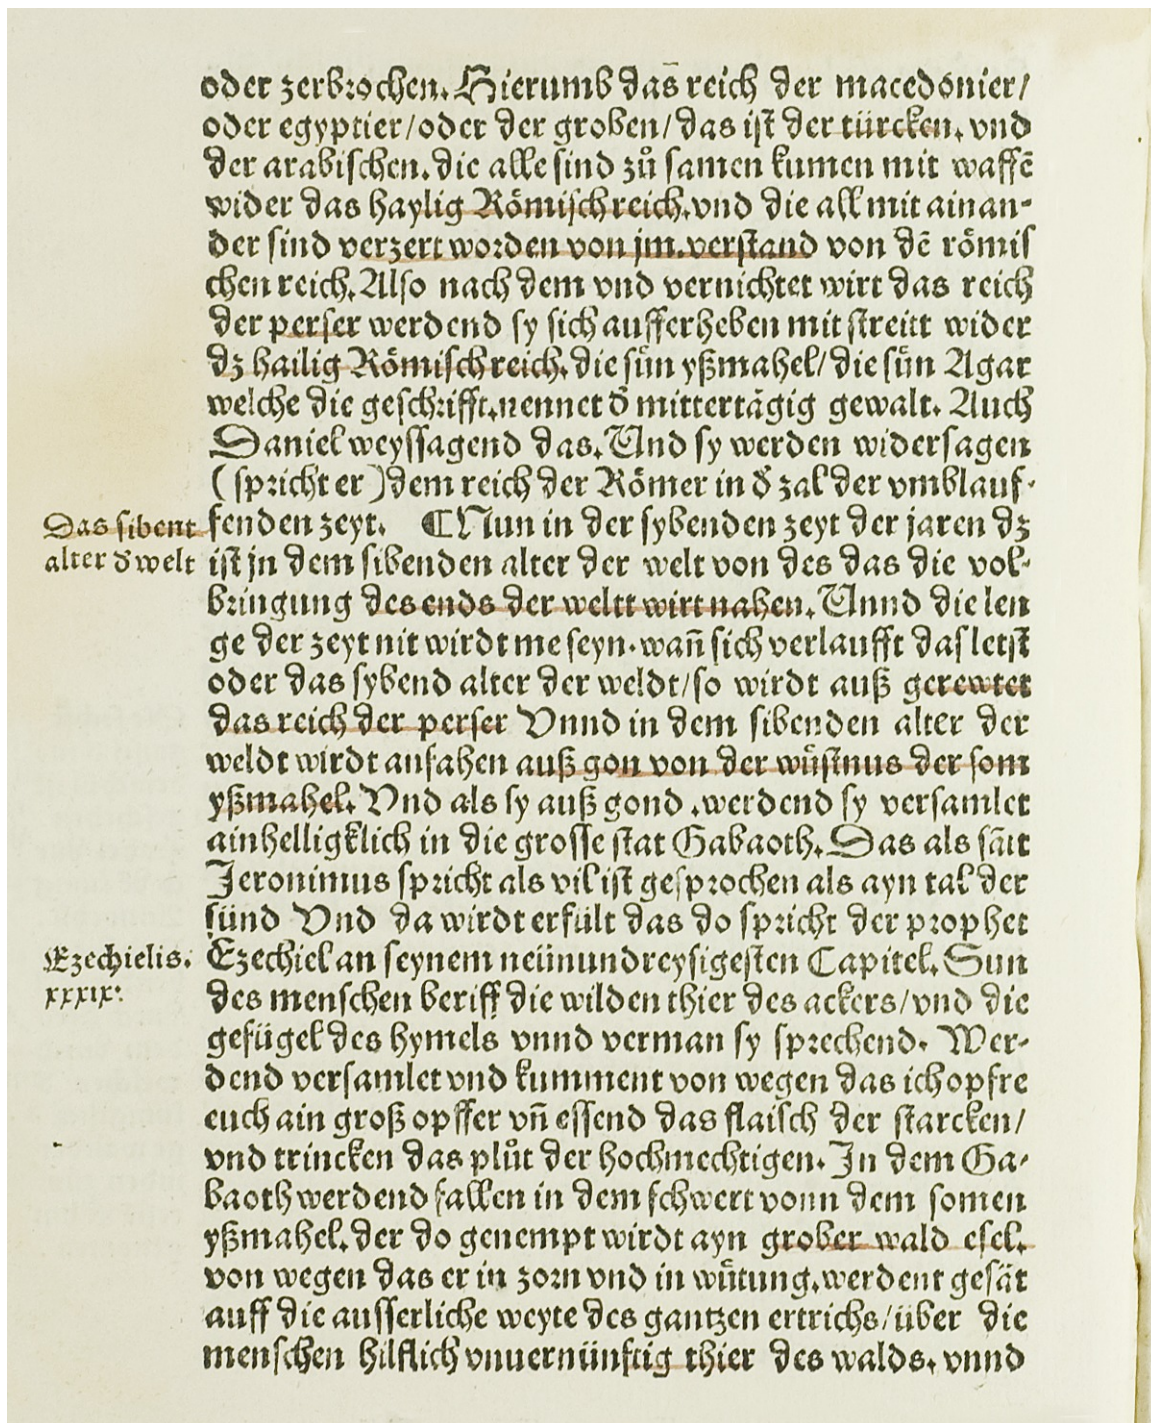 oder zerbrochen. Hierumb das̄ reich der macedonier/
oder egyptier/oder der groben/das ist der türcken. vnd
der arabischen. die alle sind zů samen kumen mit waffē
wider das haylig Römisch reich. vnd die all mit ainan-
der sind verzert worden von jm. verstand von dē römis
chen reich. Also nach dem vnd vernichtet wirt das reich
der perser werdend sy sich aufferheben mit streitt wider
dz hailig Römisch reich. die sün yßmahel/die sün Agar
welche die geschrifft. nennet d̄ mittertägig gewalt. Auch
Daniel weyssagend das. Und sy werden widersagen
(spricht er)dem reich der Römer in d̄ zal der vmblauf-
Das sibent
alter d̄ welt
fenden zeyt. ¶Nun in der sybenden zeyt der jaren dz
ist jn dem sibenden alter der welt von des das die vol-
bringung des ends der weltt wirt nahen. Unnd die len
ge der zeyt nit wirdt me seyn. wañ sich verlaufft das letst
oder das sybend alter der weldt/so wirdt auß gerewtet
das reich der perser Vnnd in dem sibenden alter der
weldt wirdt anfahen auß gon von der wüstnus der som
yßmahel. Vnd als sy auß gond .werdend sy versamlet
ainhelligklich in die grosse stat Gabaoth. Das als sāt
Jeronimus spricht als vil ist gesprochen als ayn tal der
sünd Vnd da wirdt erfült das do spricht der prophet
Ezechielis.
xxxix.
Ezechiel an seynem neünundreysigesten Capitel. Sun
des menschen beriff die wilden thier des ackers/vnd die
gefügel des hymels vnnd verman sy sprechend. Wer-
dend versamlet vnd kumment von wegen das ich opfre
euch ain groß opffer vñ essend das flaisch der starcken/
vnd trincken das plůt der hochmechtigen. In dem Ga-
baoth werdend fallen in dem schwert vonn dem somen
yßmahel. der do genempt wirdt ayn grober wald esel.
von wegen das er in zorn vnd in wütung. werdent gesät
auff die ausserliche weyte des gantzen ertrichs/über die
menschen hilflich vnuernünftig thier des walds. vnnd